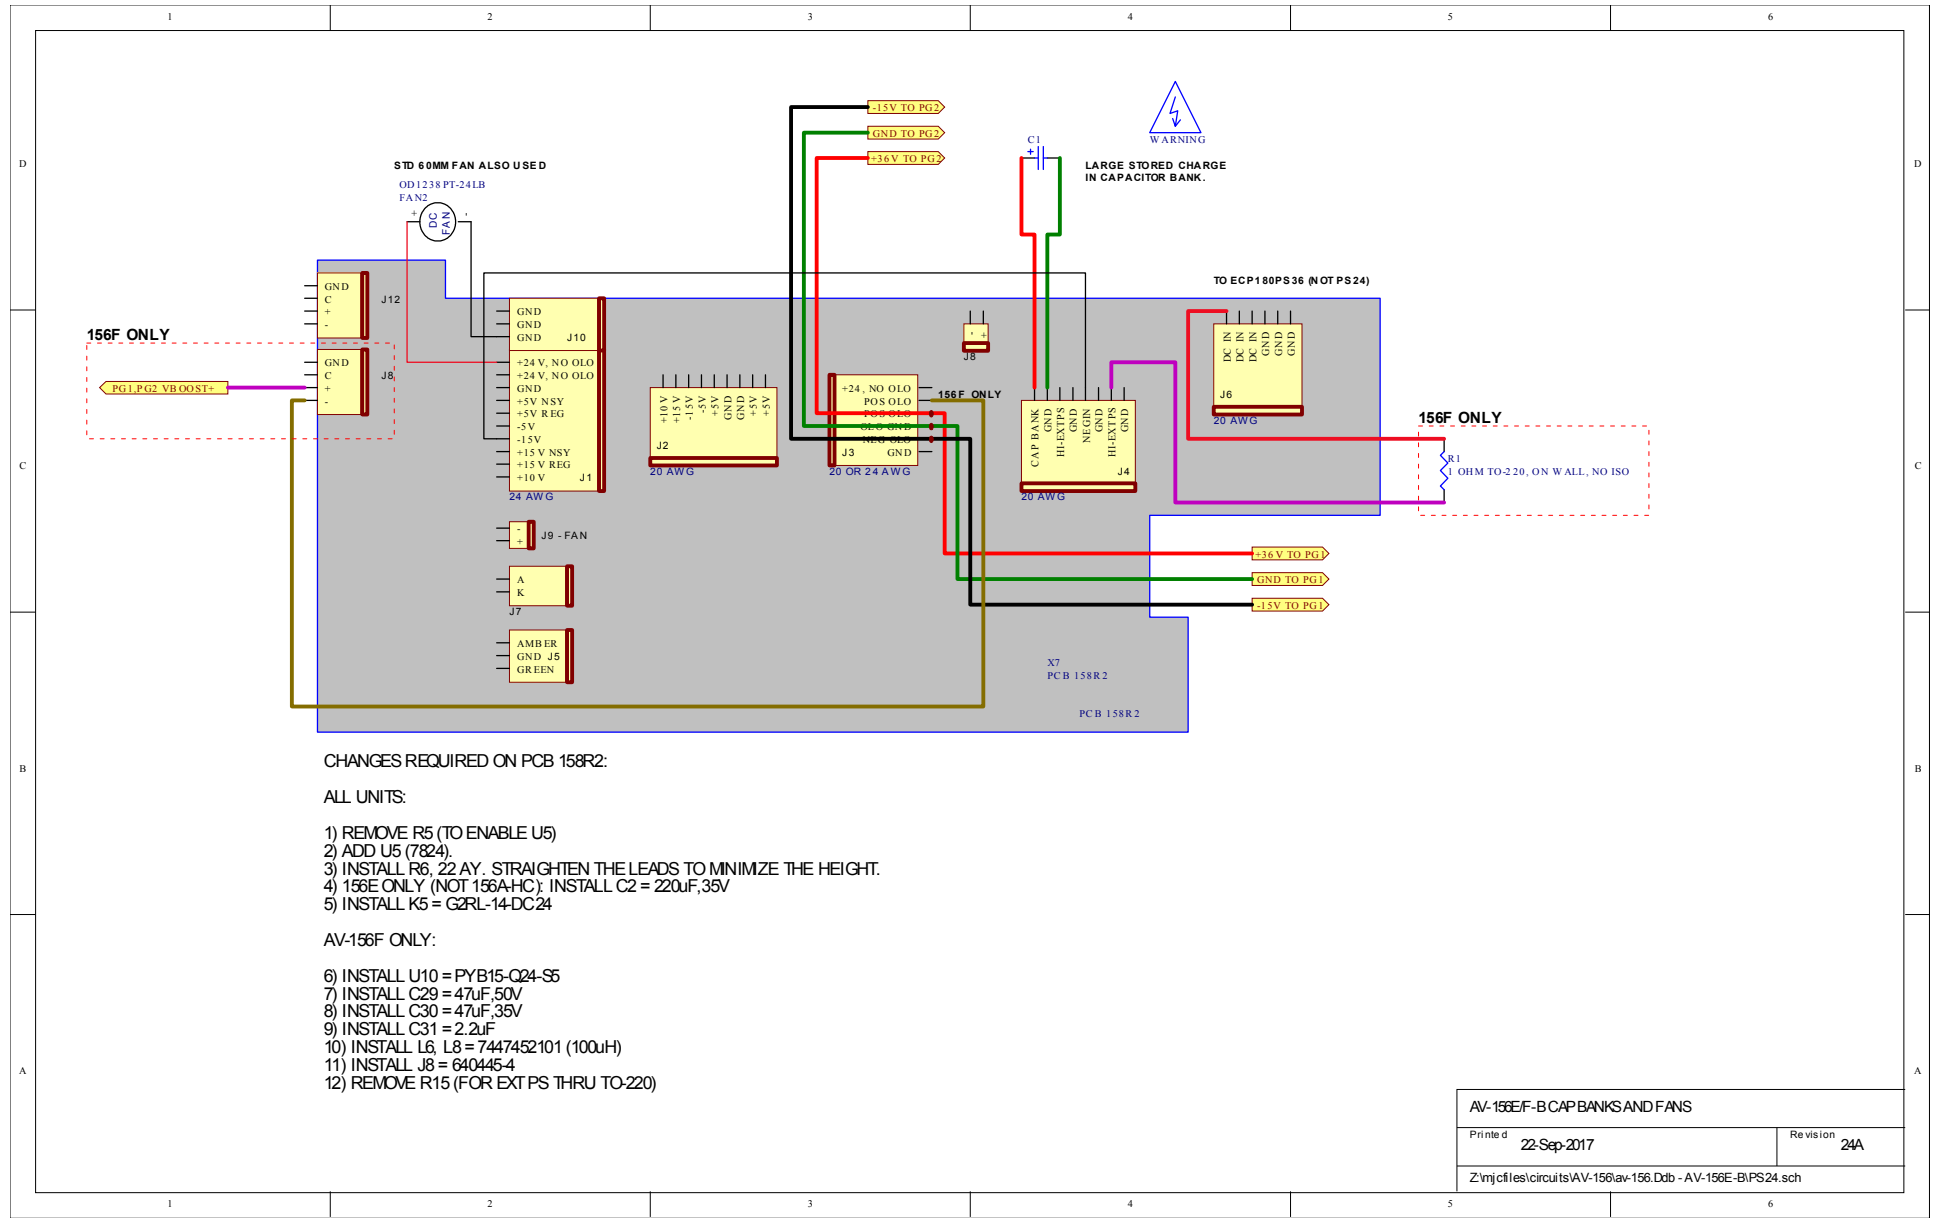 1 2 3 4 5 6
D D
C C
B B
A A
-15V TO PG2
GND TO PG2
+36V TO PG2
C1
+
WARNING
LARGE STORED CHARGE
IN CAPACITOR BANK.
STD 60MM FAN ALSO USED
OD1238PT-24LB
FAN2
+ -
DC
FAN
TO ECP180PS36 (NOT PS24)
GND
C
+
-
J12
156F ONLY
GND
C
+
-
J8
PG1,PG2 VBOOST+
GND
GND
GND
J10
+24V, NO OLO
+24V, NO OLO
GND
+5V NSY
+5V REG
-5V
-15V
+15V NSY
+15V REG
+10V
J1
24 AWG
+10V
+15V
-15V
-5V
+5V
GND
GND
+5V
+5V
J2
20 AWG
+24, NO OLO
POS OLO
POS OLO
OLO GND
NEG OLO
GND
J3
20 OR 24 AWG
156F ONLY
- +
J8
CAP BANK
GND
HI-EXTPS
GND
NEGIN
GND
HI-EXTPS
GND
J4
20 AWG
DC IN
DC IN
DC IN
GND
GND
GND
J6
20 AWG
156F ONLY
R1
1 OHM TO-220, ON WALL, NO ISO
-
+
J9 - FAN
A
K
J7
AMBER
GND
GREEN
J5
+36V TO PG1
GND TO PG1
-15V TO PG1
X7
PCB 158R2
PCB 158R2
CHANGES REQUIRED ON PCB 158R2:
ALL UNITS:
1) REMOVE R5 (TO ENABLE U5)
2) ADD U5 (7824).
3) INSTALL R6, 22 AY. STRAIGHTEN THE LEADS TO MINIMIZE THE HEIGHT.
4) 156E ONLY (NOT 156A-HC): INSTALL C2 = 220uF,35V
5) INSTALL K5 = G2RL-14-DC24
AV-156F ONLY:
6) INSTALL U10 = PYB15-Q24-S5
7) INSTALL C29 = 47uF,50V
8) INSTALL C30 = 47uF,35V
9) INSTALL C31 = 2.2uF
10) INSTALL L6, L8 = 7447452101 (100uH)
11) INSTALL J8 = 640445-4
12) REMOVE R15 (FOR EXT PS THRU TO-220)
AV-156E/F-B CAP BANKS AND FANS
Printed 22-Sep-2017
Revision 24A
Z:\mjcfiles\circuits\AV-156\av-156.Ddb - AV-156E-B\PS24.sch
1 2 3 4 5 6